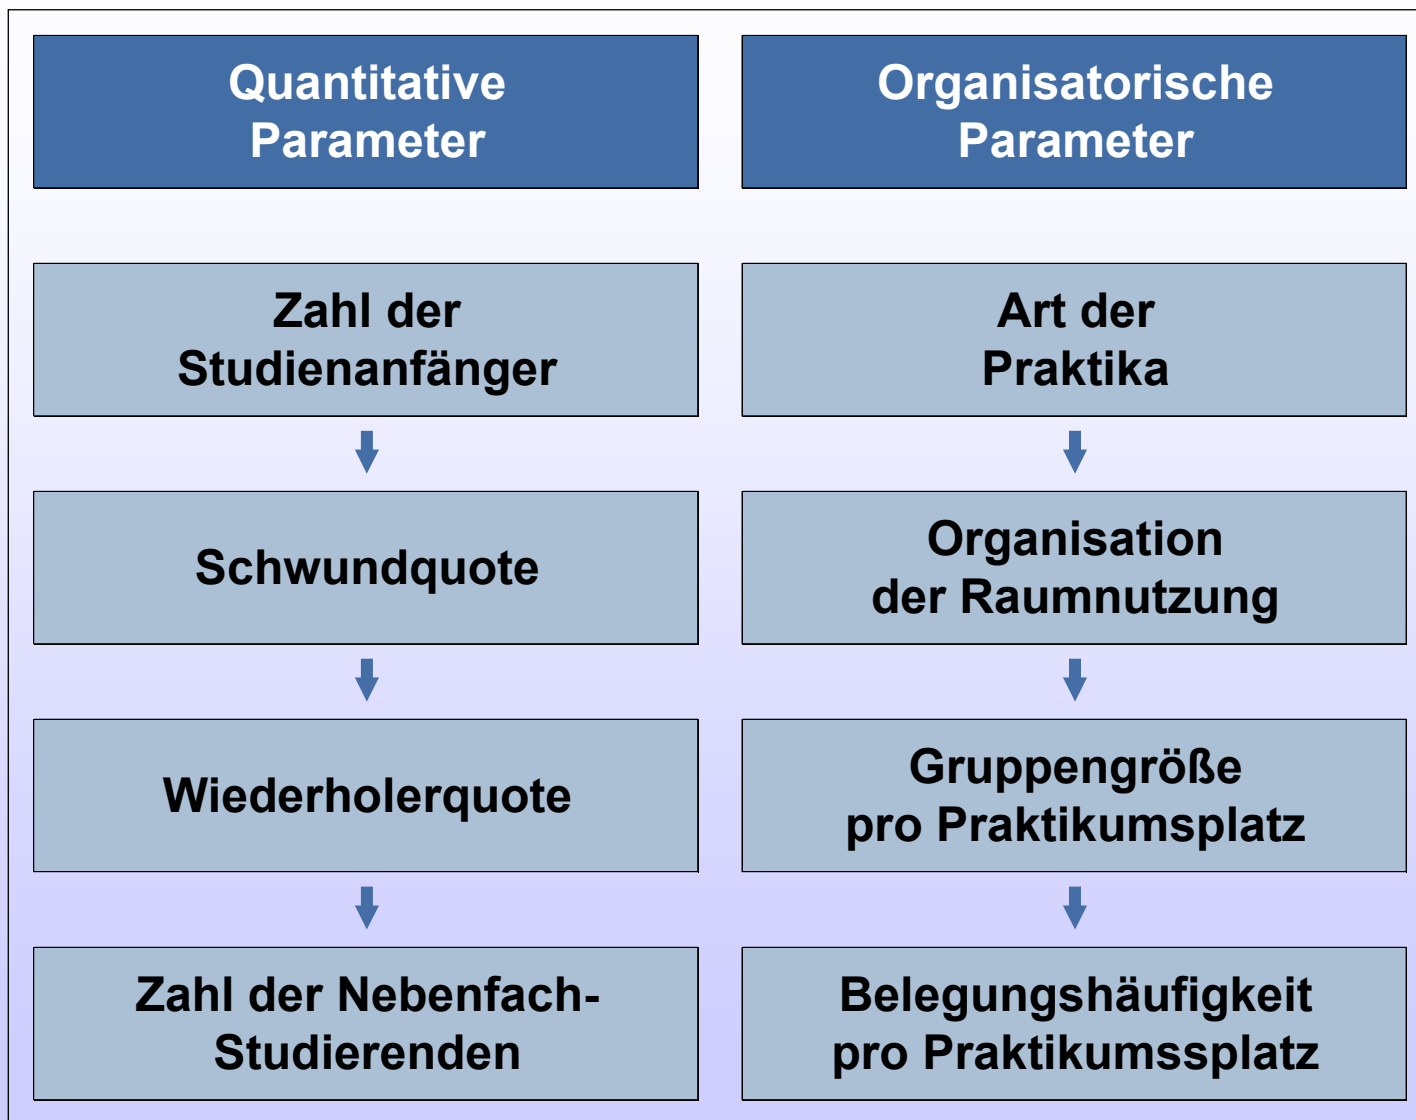 Quantitative
Parameter
Organisatorische
Parameter
Zahl der
Studienanfänger
Art der
Praktika
Schwundquote
Organisation
der Raumnutzung
Wiederholerquote
Gruppengröße
pro Praktikumsplatz
Zahl der Nebenfach-
Studierenden
Belegungshäufigkeit
pro Praktikumssplatz